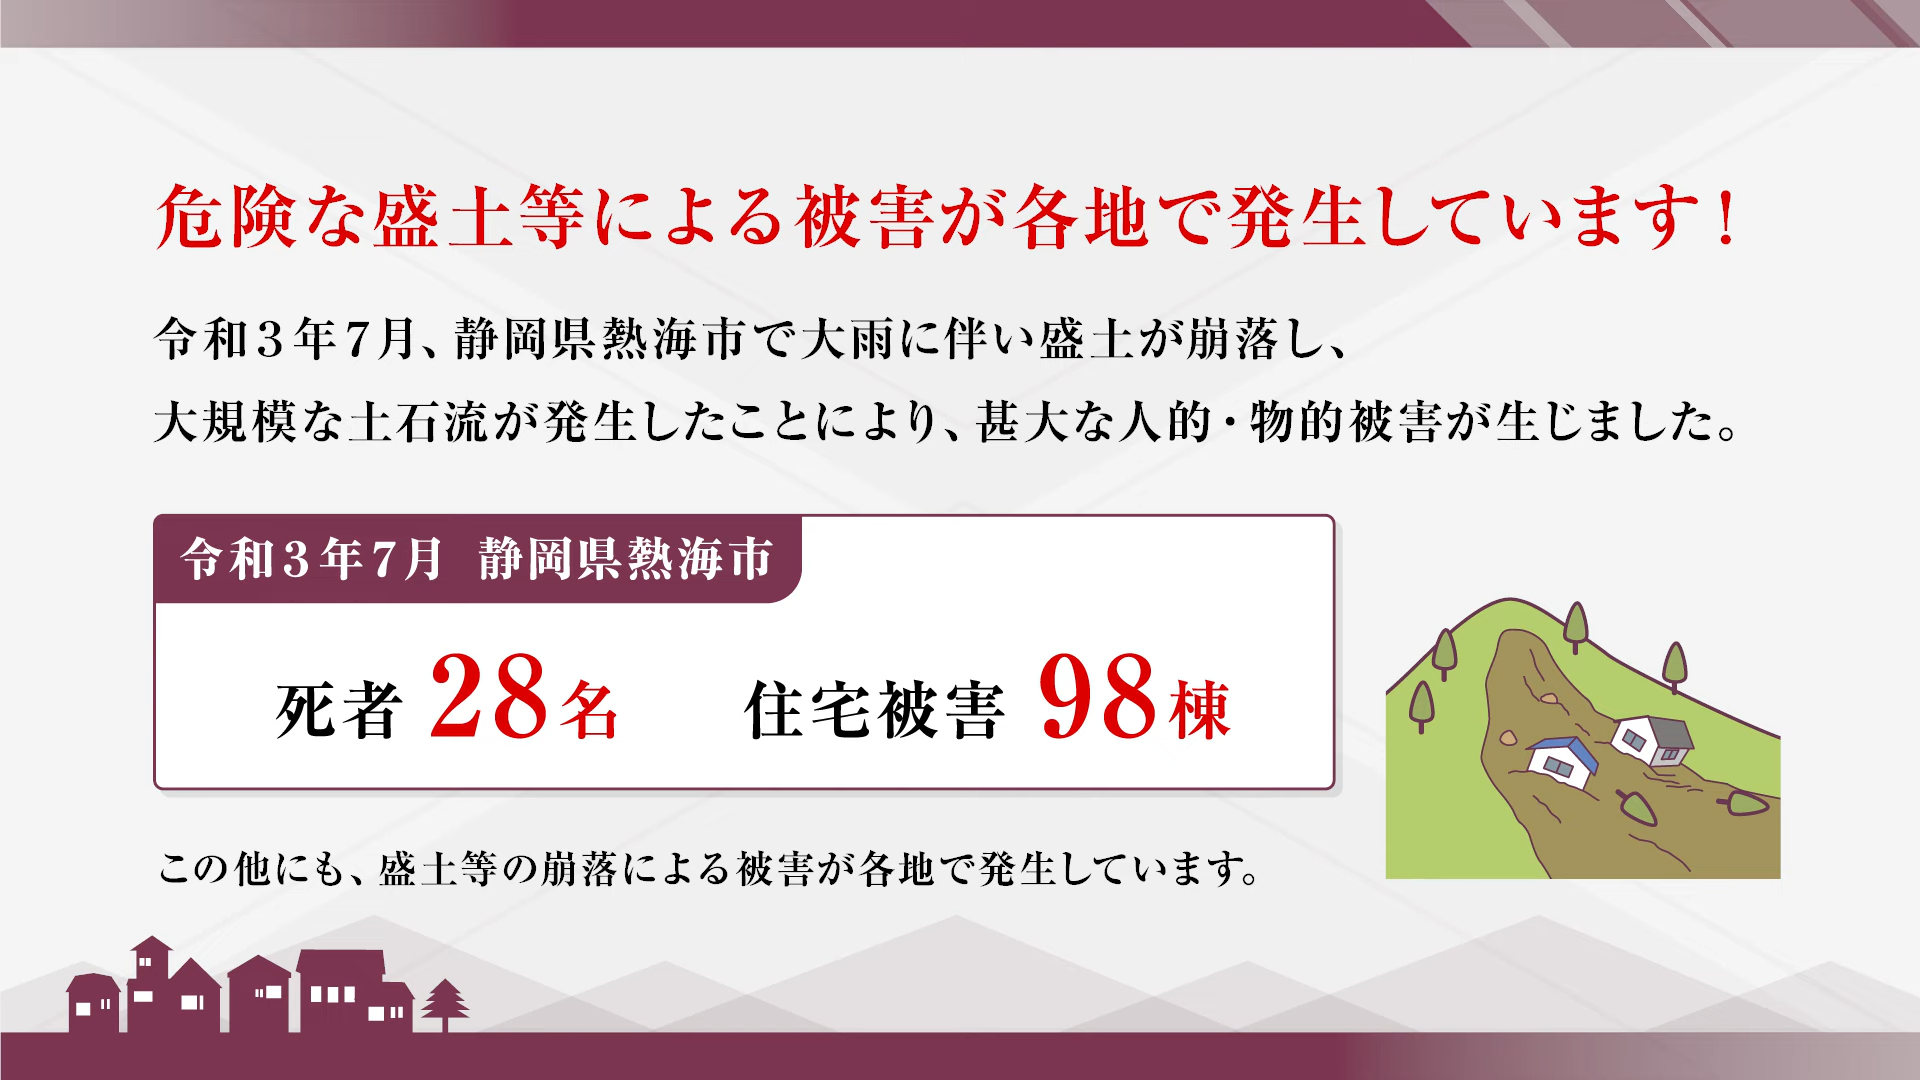 危険な盛土等による被害が各地で発生しています！
令和３年７月、静岡県熱海市で大雨に伴い盛土が崩落し、
大規模な土石流が発生したことにより、甚大な人的・物的被害が生じました。
令和３年７月 静岡県熱海市
死者 28名 住宅被害 98棟
この他にも、盛土等の崩落による被害が各地で発生しています。